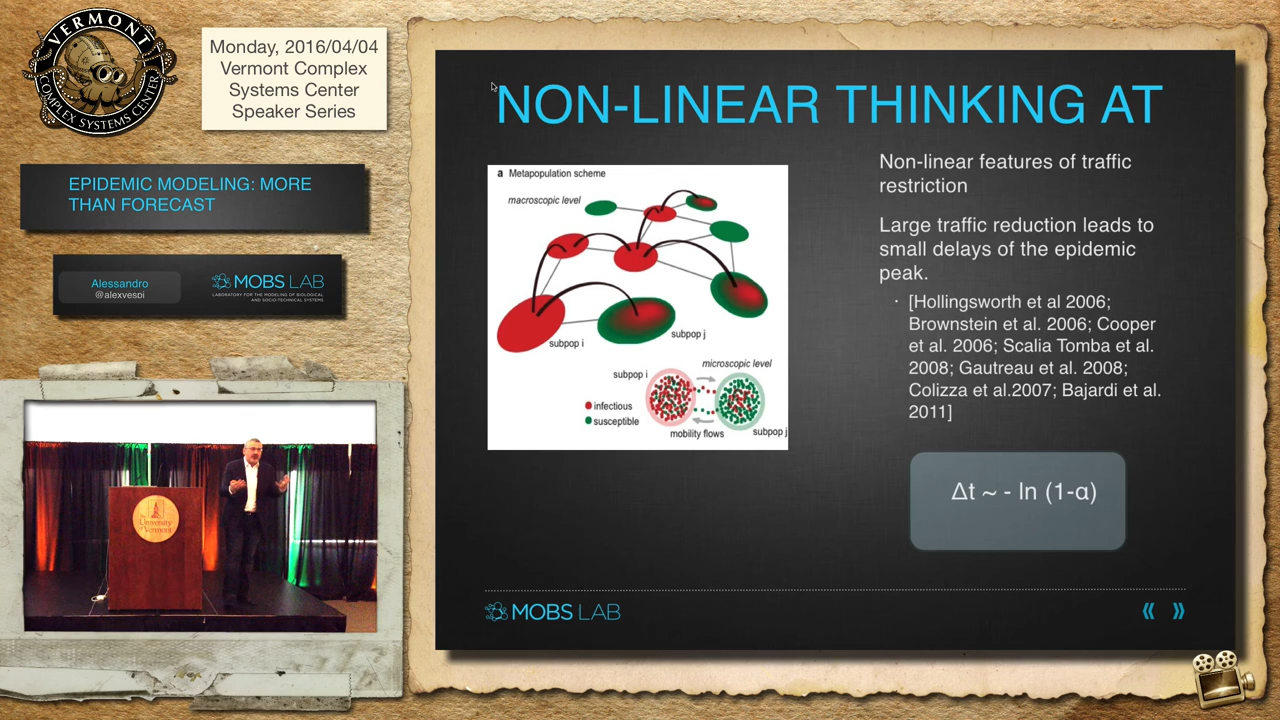 VERMONT
COMPLEX SYSTEMS CENTER
Monday, 2016/04/04
Vermont Complex
Systems Center
Speaker Series
EPIDEMIC MODELING: MORE
THAN FORECAST
Alessandro
@alexvespi
MOBS LAB
LABORATORY FOR THE MODELING OF BIOLOGICAL
AND SOCIO-TECHNICAL SYSTEMS
The
University
of Vermont
NON-LINEAR THINKING AT
a Metapopulation scheme
macroscopic level
subpop i
subpop j
microscopic level
subpop i
infectious
susceptible
mobility flows
subpop j
Non-linear features of traffic
restriction
Large traffic reduction leads to
small delays of the epidemic
peak.
· [Hollingsworth et al 2006;
Brownstein et al. 2006; Cooper
et al. 2006; Scalia Tomba et al.
2008; Gautreau et al. 2008;
Colizza et al.2007; Bajardi et al.
2011]
Δt ~ - ln (1-α)
MOBS LAB